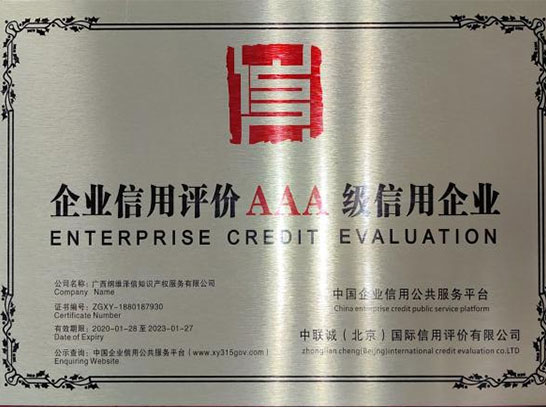 信
企业信用评价AAA级信用企业
ENTERPRISE CREDIT EVALUATION
公司名称：广西纲维泽信知识产权服务有限公司
Company Name
证书编号：ZGXY-1880187930
Certificate Number
有效期限：2020-01-28 至 2023-01-27
Date of Expiry
公示查询：中国企业信用公共服务平台（www.xy315gov.com）
Enquiring Website
中国企业信用公共服务平台
China enterprise credit public service platform
中联诚（北京）国际信用评价有限公司
zhonglian cheng(Beijing)international credit evaluation co.LTD